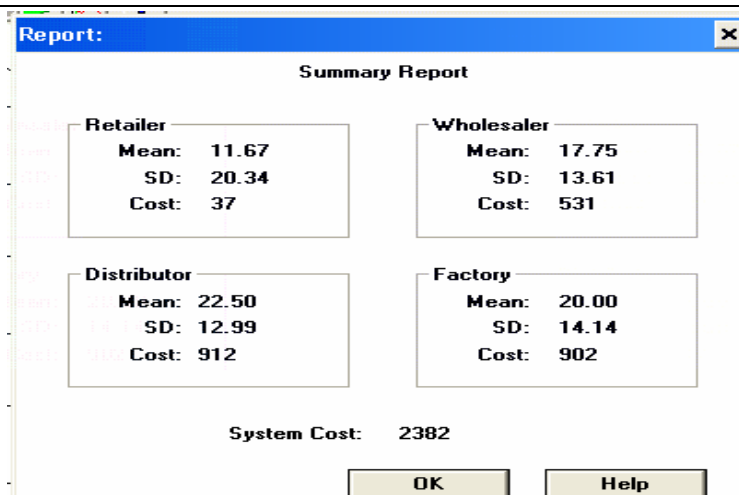 Report:
Summary Report
Retailer
Mean: 11.67
SD: 20.34
Cost: 37
Wholesaler
Mean: 17.75
SD: 13.61
Cost: 531
Distributor
Mean: 22.50
SD: 12.99
Cost: 912
Factory
Mean: 20.00
SD: 14.14
Cost: 902
System Cost: 2382
OK
Help